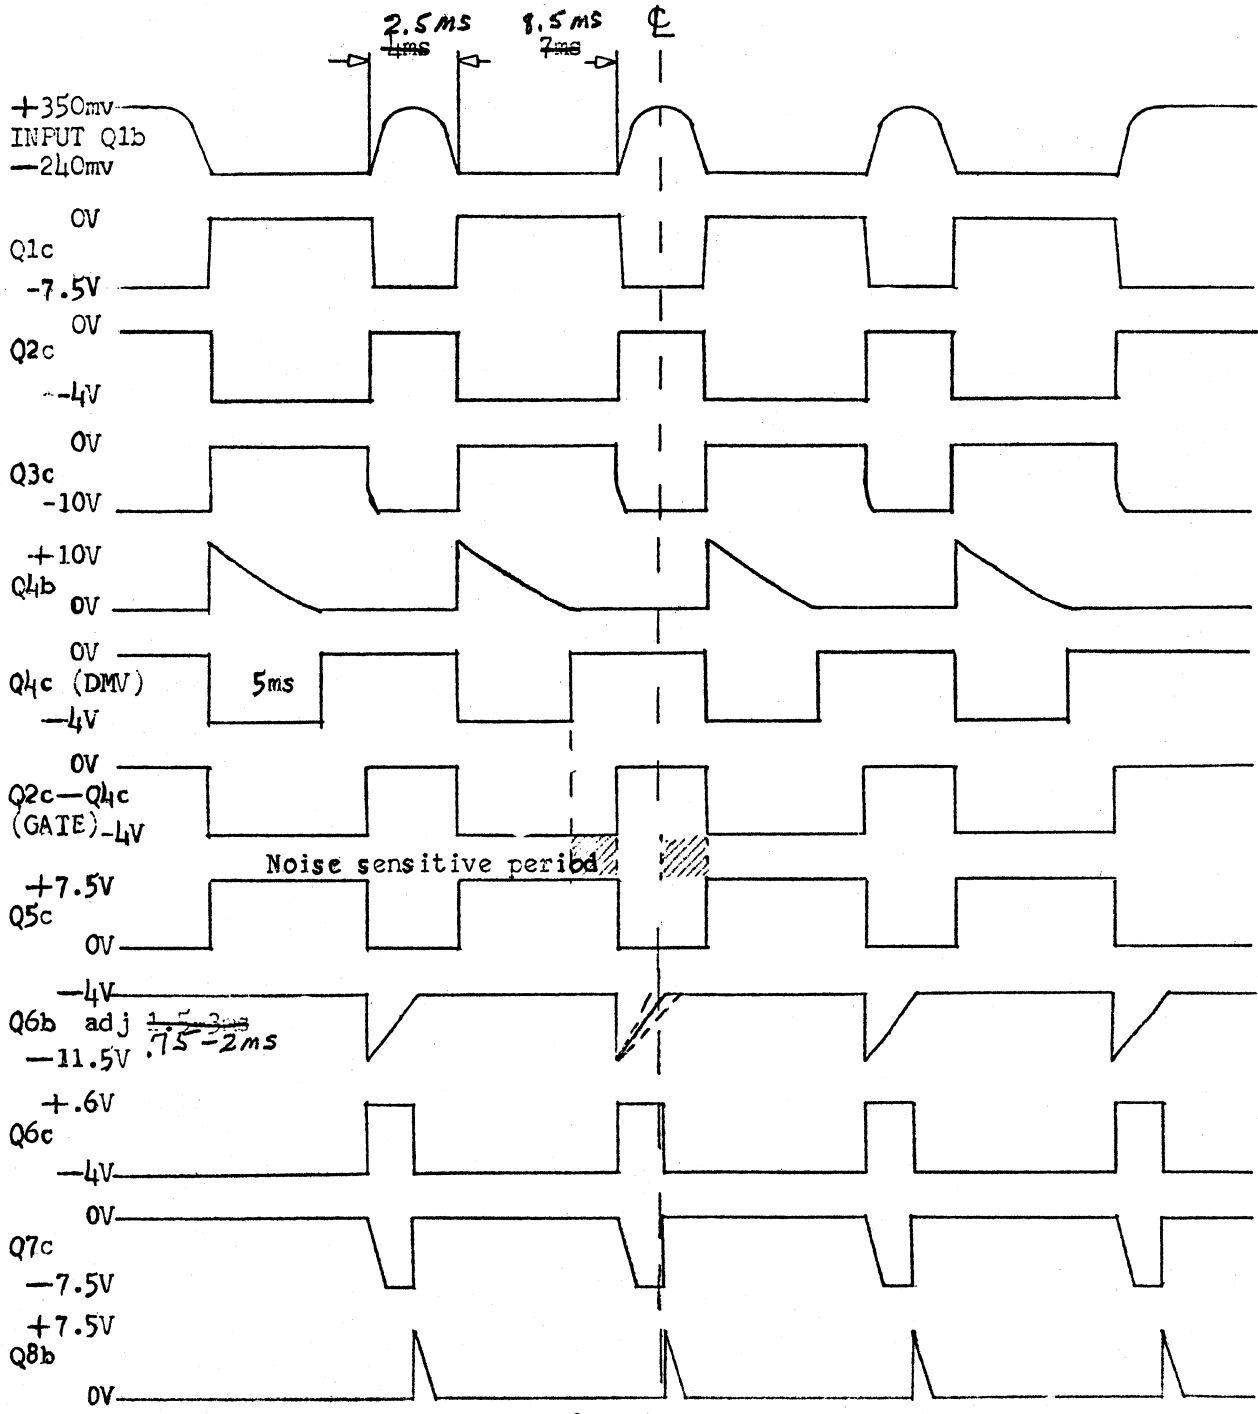 2.5ms 8.5ms ℄
4ms 7ms
+350mv
INPUT Q1b
—240mv
0V
Q1c
-7.5V
0V
Q2c
--4V
0V
Q3c
-10V
+10V
Q4b
0V
0V
Q4c (DMV) 5ms
—4V
0V
Q2c—Q4c
(GATE) -4V
Noise sensitive period
+7.5V
Q5c
0V
—4V
Q6b adj 1.5-3ms
.75-2ms
—11.5V
+.6V
Q6c
—4V
0V
Q7c
—7.5V
+7.5V
Q8b
0V